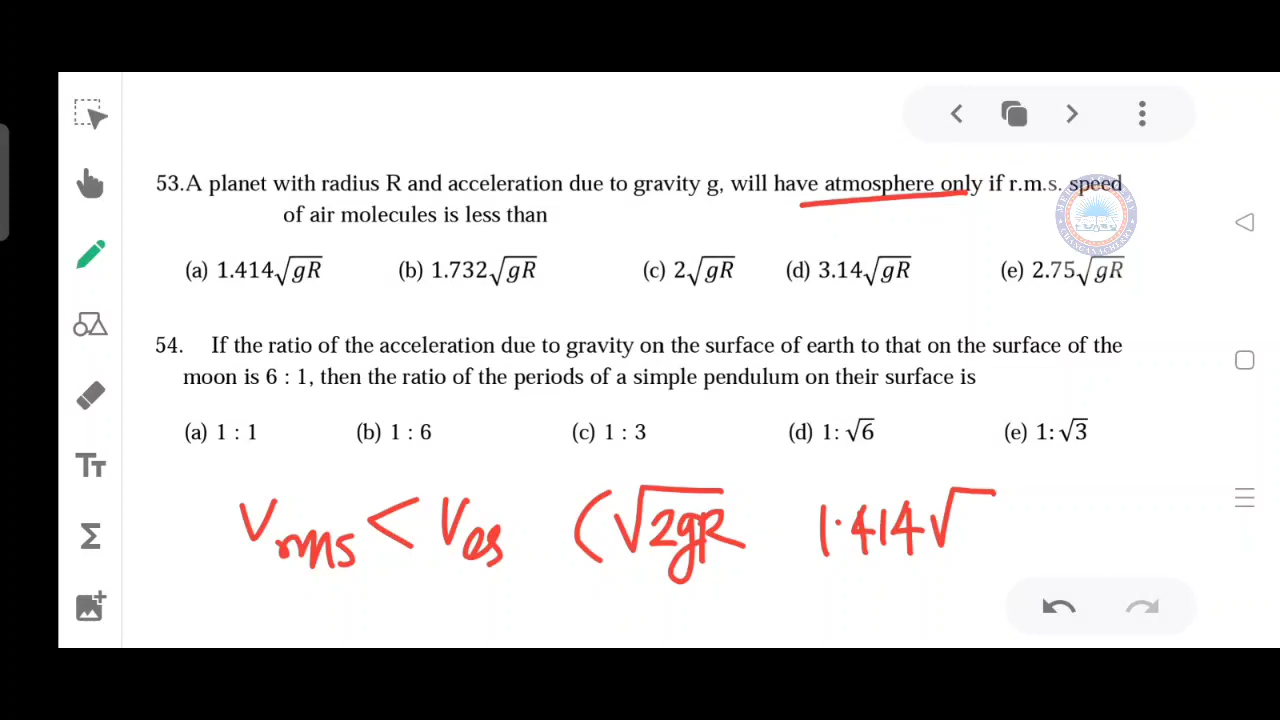 53.A planet with radius R and acceleration due to gravity g, will have atmosphere only if r.m.s. speed
of air molecules is less than
(a) 1.414√gR (b) 1.732√gR (c) 2√gR (d) 3.14√gR (e) 2.75√gR
54. If the ratio of the acceleration due to gravity on the surface of earth to that on the surface of the
moon is 6 : 1, then the ratio of the periods of a simple pendulum on their surface is
(a) 1 : 1 (b) 1 : 6 (c) 1 : 3 (d) 1: √6 (e) 1: √3
Vrms < Ves (√2gR 1.414√
Tт
Σ